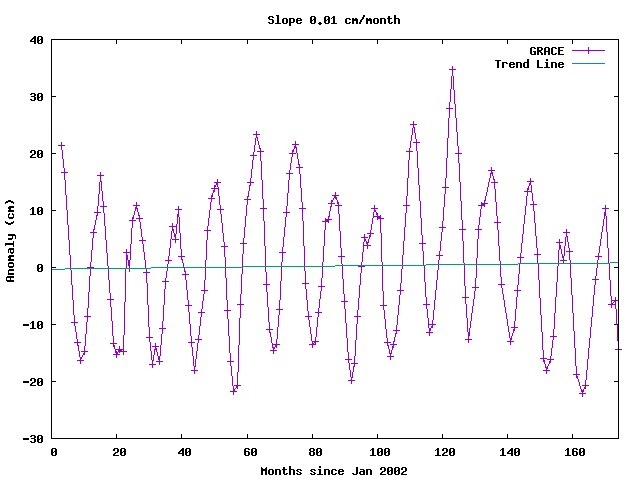 Slope 0.01 cm/month
GRACE
Trend Line
Anomaly (cm)
40
30
20
10
0
-10
-20
-30
0 20 40 60 80 100 120 140 160
Months since Jan 2002